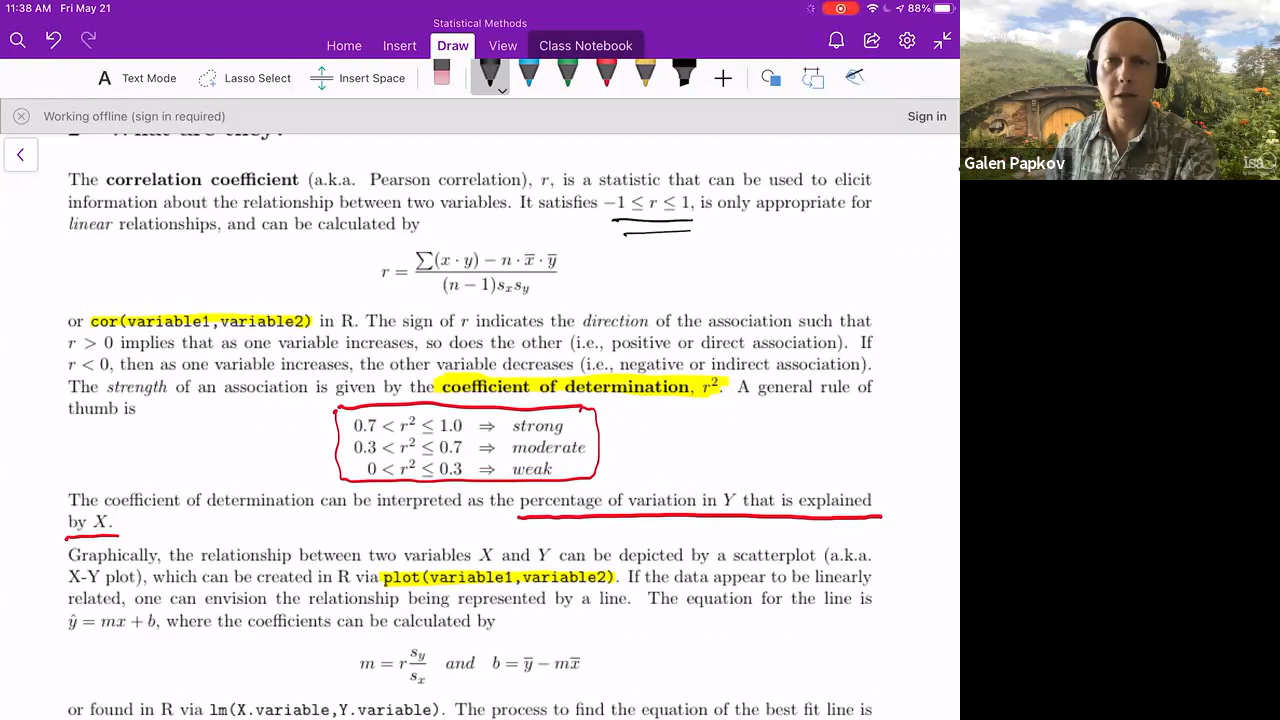 11:38 AM Fri May 21
88%
Statistical Methods
Home Insert Draw View Class Notebook
Text Mode Lasso Select Insert Space
Working offline (sign in required) Sign in
2 What are they?
The correlation coefficient (a.k.a. Pearson correlation), r, is a statistic that can be used to elicit
information about the relationship between two variables. It satisfies −1 ≤ r ≤ 1, is only appropriate for
linear relationships, and can be calculated by
r = (∑(x · y) − n · x̅ · y̅) / ((n − 1)sₓsᵧ)
or cor(variable1,variable2) in R. The sign of r indicates the direction of the association such that
r > 0 implies that as one variable increases, so does the other (i.e., positive or direct association). If
r < 0, then as one variable increases, the other variable decreases (i.e., negative or indirect association).
The strength of an association is given by the coefficient of determination, r². A general rule of
thumb is
0.7 < r² ≤ 1.0 ⇒ strong
0.3 < r² ≤ 0.7 ⇒ moderate
0 < r² ≤ 0.3 ⇒ weak
The coefficient of determination can be interpreted as the percentage of variation in Y that is explained
by X.
Graphically, the relationship between two variables X and Y can be depicted by a scatterplot (a.k.a.
X-Y plot), which can be created in R via plot(variable1,variable2). If the data appear to be linearly
related, one can envision the relationship being represented by a line. The equation for the line is
ŷ = mx + b, where the coefficients can be calculated by
m = r sᵧ/sₓ and b = y̅ − mx̅
or found in R via lm(X.variable,Y.variable). The process to find the equation of the best fit line is
Galen Papkov